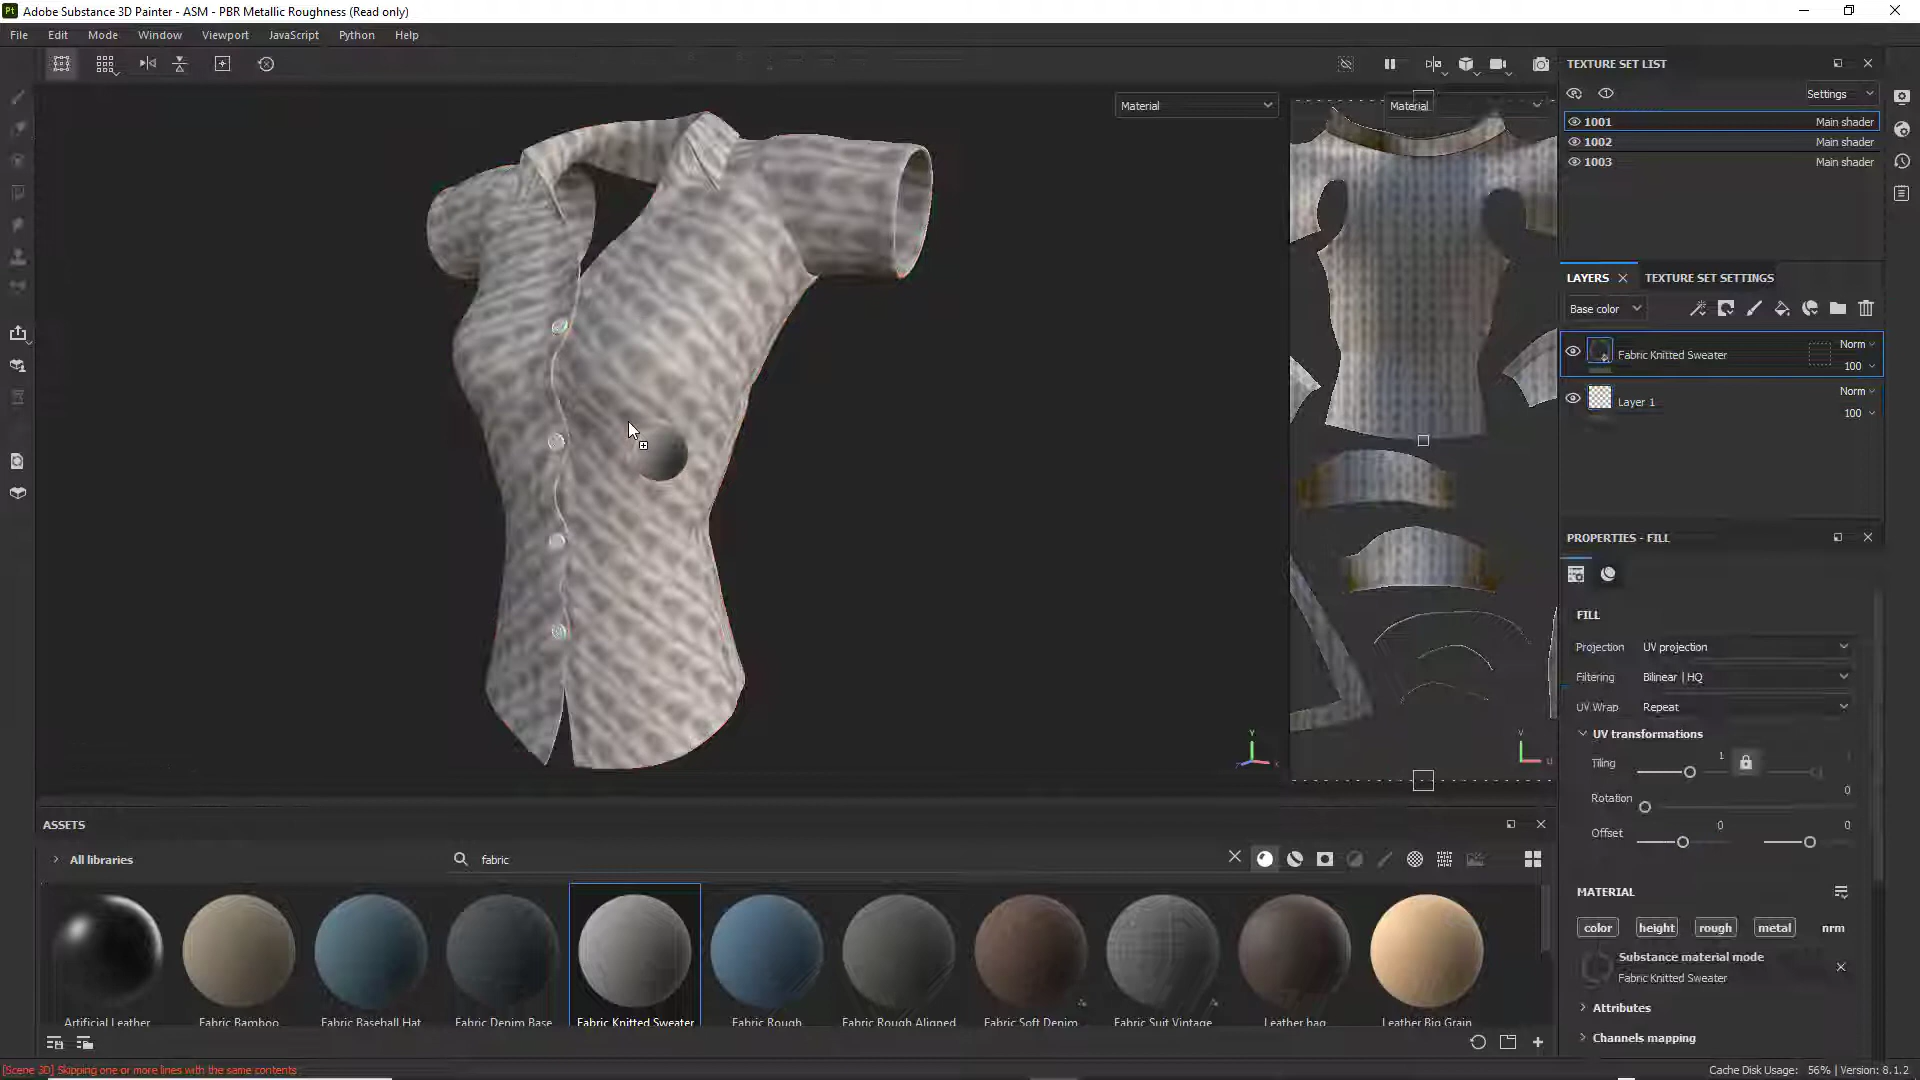 Adobe Substance 3D Painter - ASM - PBR Metallic Roughness (Read only)
File Edit Mode Window Viewport JavaScript Python Help
Material
Material
TEXTURE SET LIST
Settings
1001 Main shader
1002 Main shader
1003 Main shader
LAYERS TEXTURE SET SETTINGS
Base color
Fabric Knitted Sweater Norm 100
Layer 1 Norm 100
PROPERTIES - FILL
FILL
Projection UV projection
Filtering Bilinear | HQ
UV Wrap Repeat
UV transformations
Tiling 1 1
Rotation 0
Offset 0 0
MATERIAL
color height rough metal nrm
Substance material mode
Fabric Knitted Sweater
Attributes
Channels mapping
ASSETS
All libraries
fabric
Artificial Leather Fabric Bamboo Fabric Baseball Hat Fabric Denim Base Fabric Knitted Sweater Fabric Rough Fabric Rough Aligned Fabric Soft Denim Fabric Suit Vintage Leather bag Leather Big Grain
[Scene 3D] Skipping one or more lines with the same contents
Cache Disk Usage: 56% | Version: 8.1.2